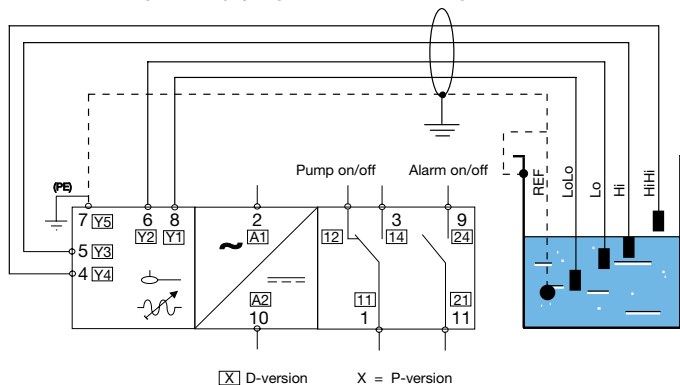 Pump on/off Alarm on/off
REF
LoLo
Lo
Hi
HiHi
(PE)
7 Y5 6 8 2 3 9
Y2 Y1 A1 12 14 24
5 Y3
4 Y4
A2 11 21
10 1 11
X D-version X = P-version